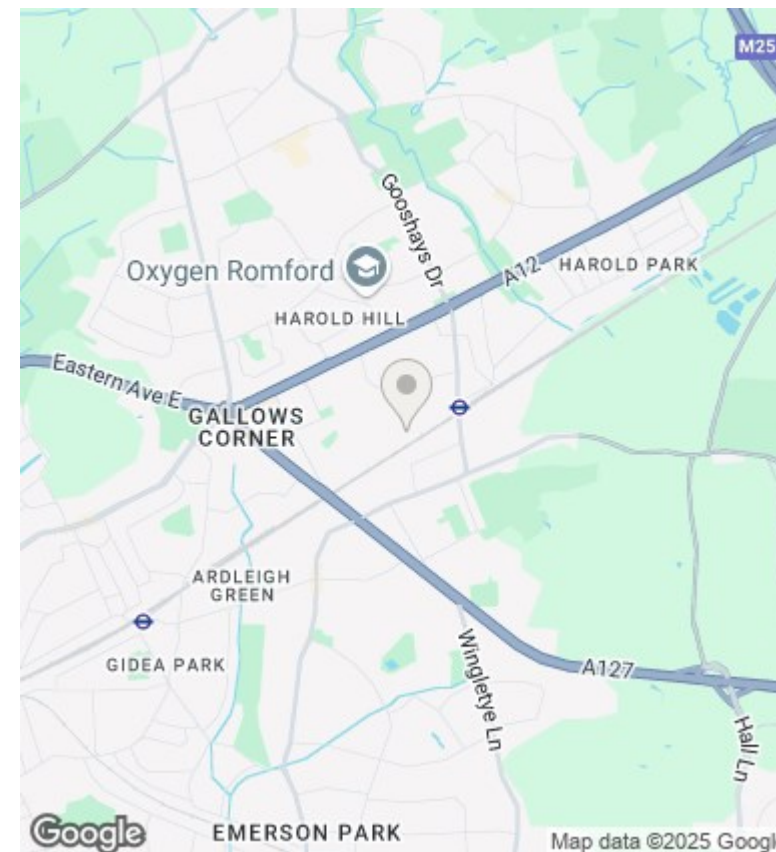 M25
Gooshays Dr
Oxygen Romford
A12
HAROLD PARK
HAROLD HILL
Eastern Ave E
GALLOWS
CORNER
ARDLEIGH
GREEN
GIDEA PARK
Wingletye Ln
A127
Hall Ln
Google
EMERSON PARK
Map data ©2025 Googl